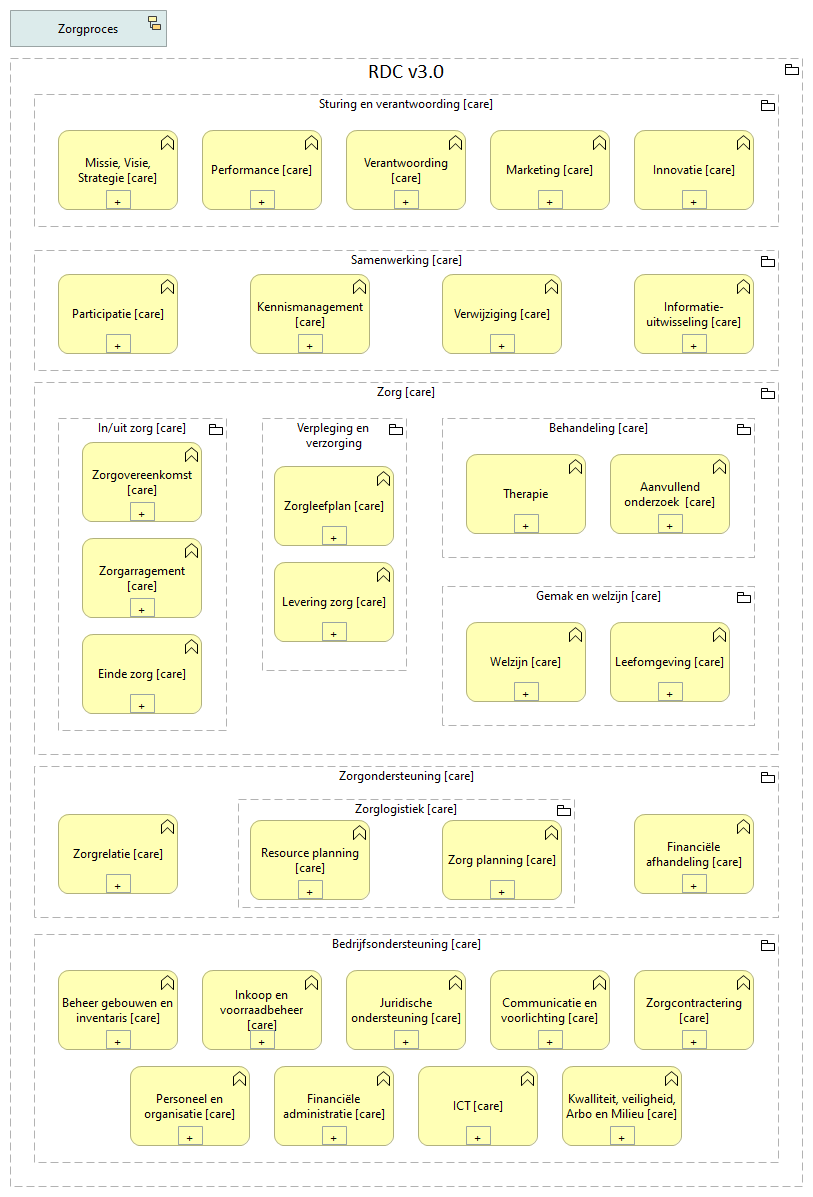 Zorgproces
RDC v3.0
Sturing en verantwoording [care]
Missie, Visie,
Strategie [care]
+
Performance [care]
+
Verantwoording
[care]
+
Marketing [care]
+
Innovatie [care]
+
Samenwerking [care]
Participatie [care]
+
Kennismanagement
[care]
+
Verwijziging [care]
+
Informatie-
uitwisseling [care]
+
Zorg [care]
In/uit zorg [care]
Zorgovereenkomst
[care]
+
Zorgarragement
[care]
+
Einde zorg [care]
+
Verpleging en
verzorging
Zorgleefplan [care]
+
Levering zorg [care]
+
Behandeling [care]
Therapie
+
Aanvullend
onderzoek [care]
+
Gemak en welzijn [care]
Welzijn [care]
+
Leefomgeving [care]
+
Zorgondersteuning [care]
Zorgrelatie [care]
+
Zorglogistiek [care]
Resource planning
[care]
+
Zorg planning [care]
+
Financiële
afhandeling [care]
+
Bedrijfsondersteuning [care]
Beheer gebouwen en
inventaris [care]
+
Inkoop en
voorraadbeheer
[care]
+
Juridische
ondersteuning [care]
+
Communicatie en
voorlichting [care]
+
Zorgcontractering
[care]
+
Personeel en
organisatie [care]
+
Financiële
administratie [care]
+
ICT [care]
+
Kwalliteit, veiligheid,
Arbo en Milieu [care]
+